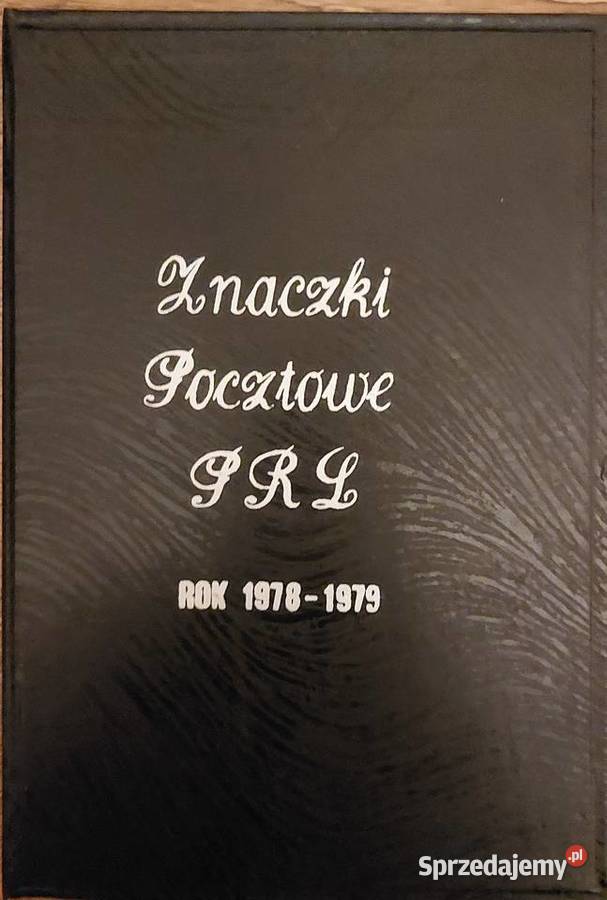 Znaczki
Pocztowe
PRL
ROK 1978-1979
Sprzedajemy.pl